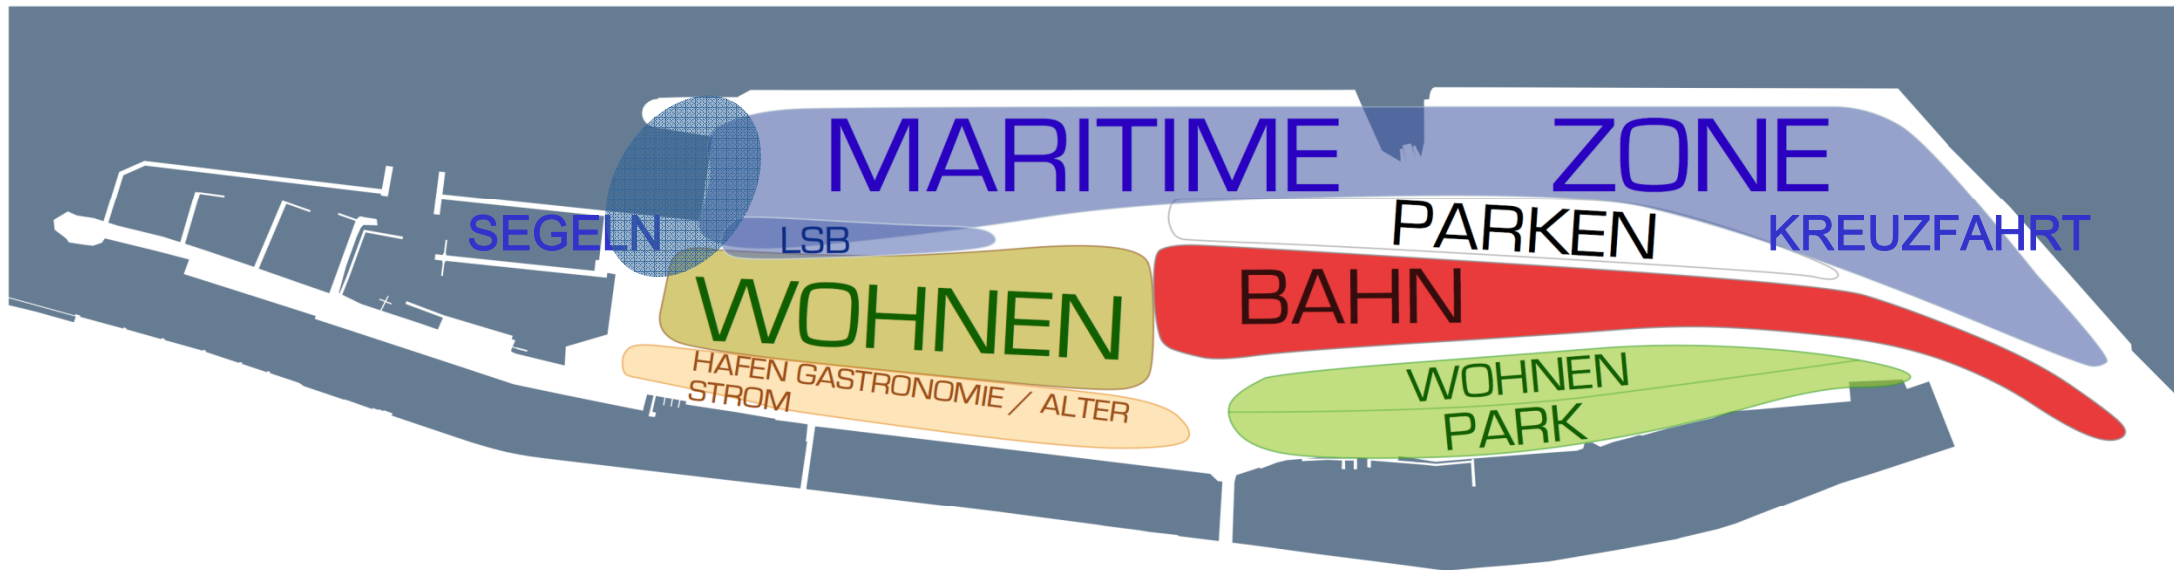 MARITIME ZONE
SEGELN
LSB
PARKEN
KREUZFAHRT
WOHNEN
BAHN
HAFEN GASTRONOMIE / ALTER
STROM
WOHNEN
PARK